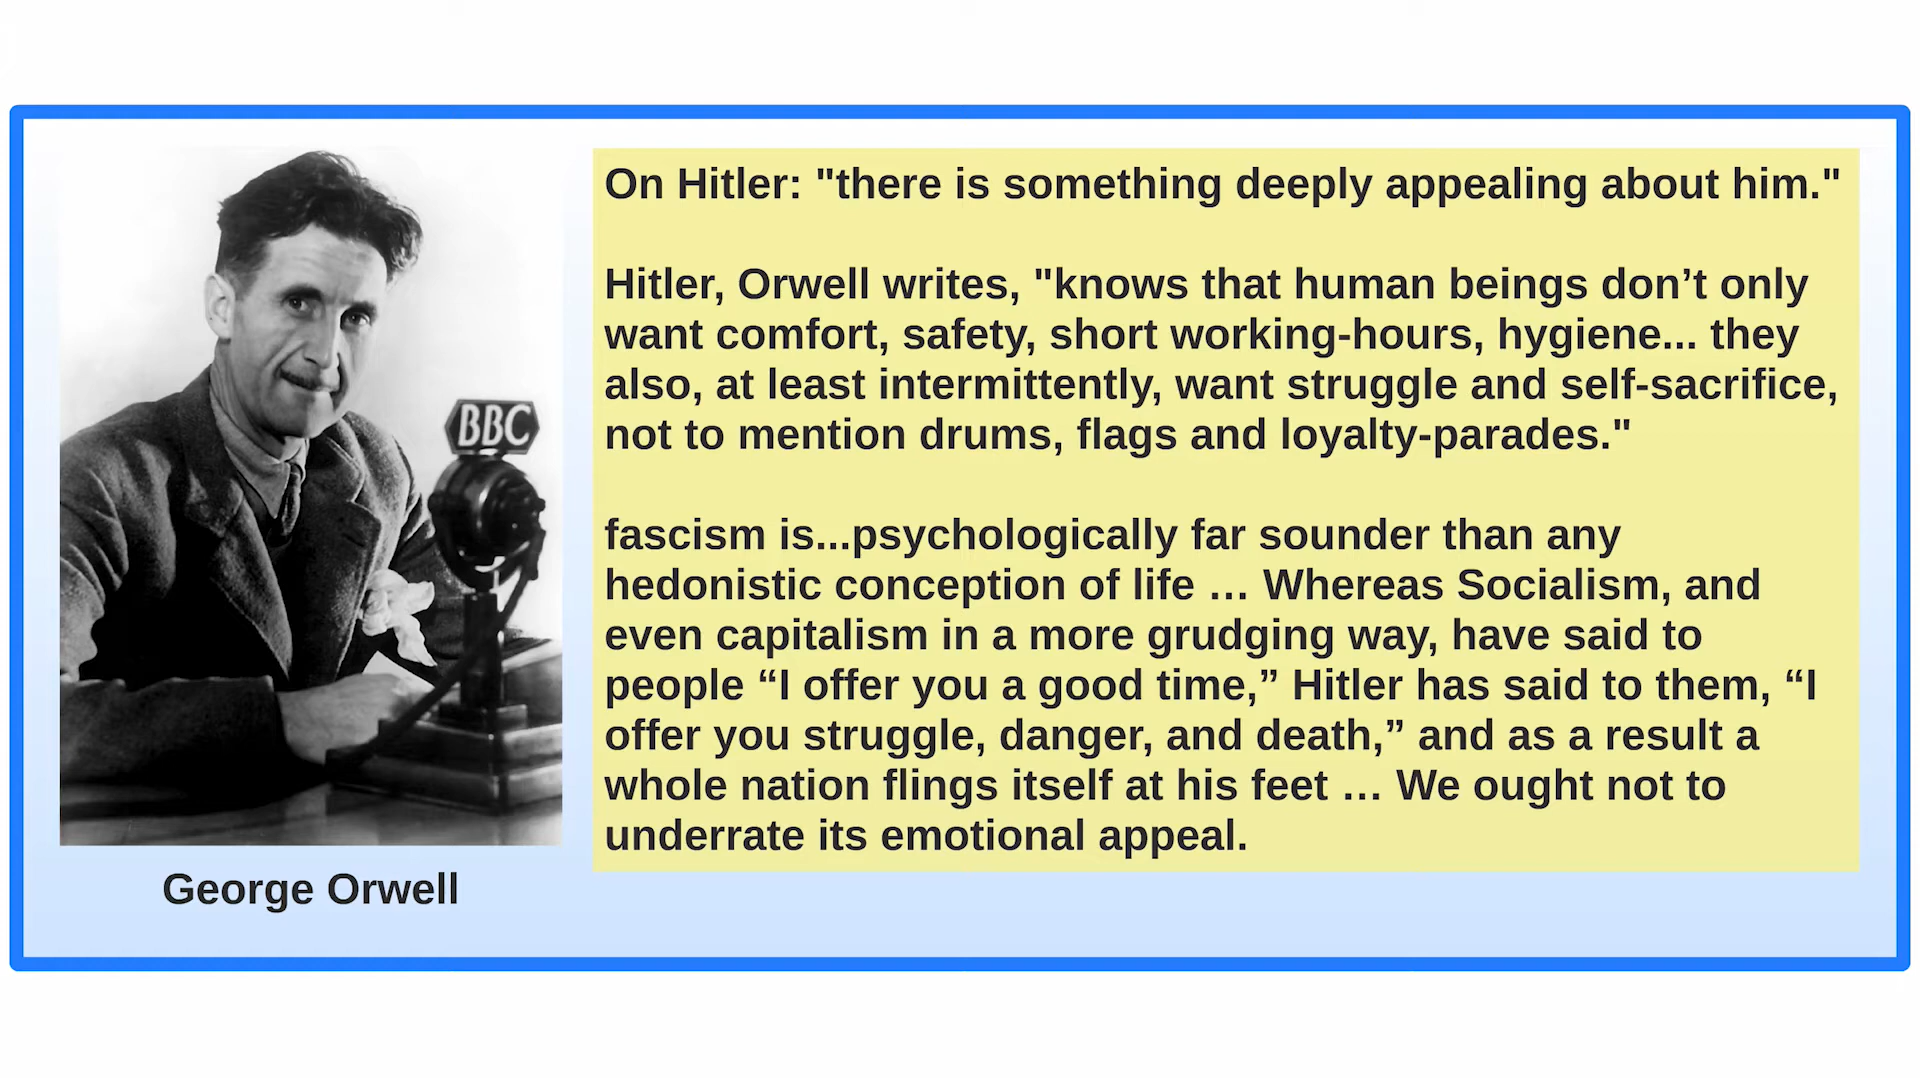 On Hitler: "there is something deeply appealing about him."
Hitler, Orwell writes, "knows that human beings don’t only
want comfort, safety, short working-hours, hygiene... they
also, at least intermittently, want struggle and self-sacrifice,
not to mention drums, flags and loyalty-parades."
fascism is...psychologically far sounder than any
hedonistic conception of life … Whereas Socialism, and
even capitalism in a more grudging way, have said to
people “I offer you a good time,” Hitler has said to them, “I
offer you struggle, danger, and death,” and as a result a
whole nation flings itself at his feet … We ought not to
underrate its emotional appeal.
BBC
George Orwell